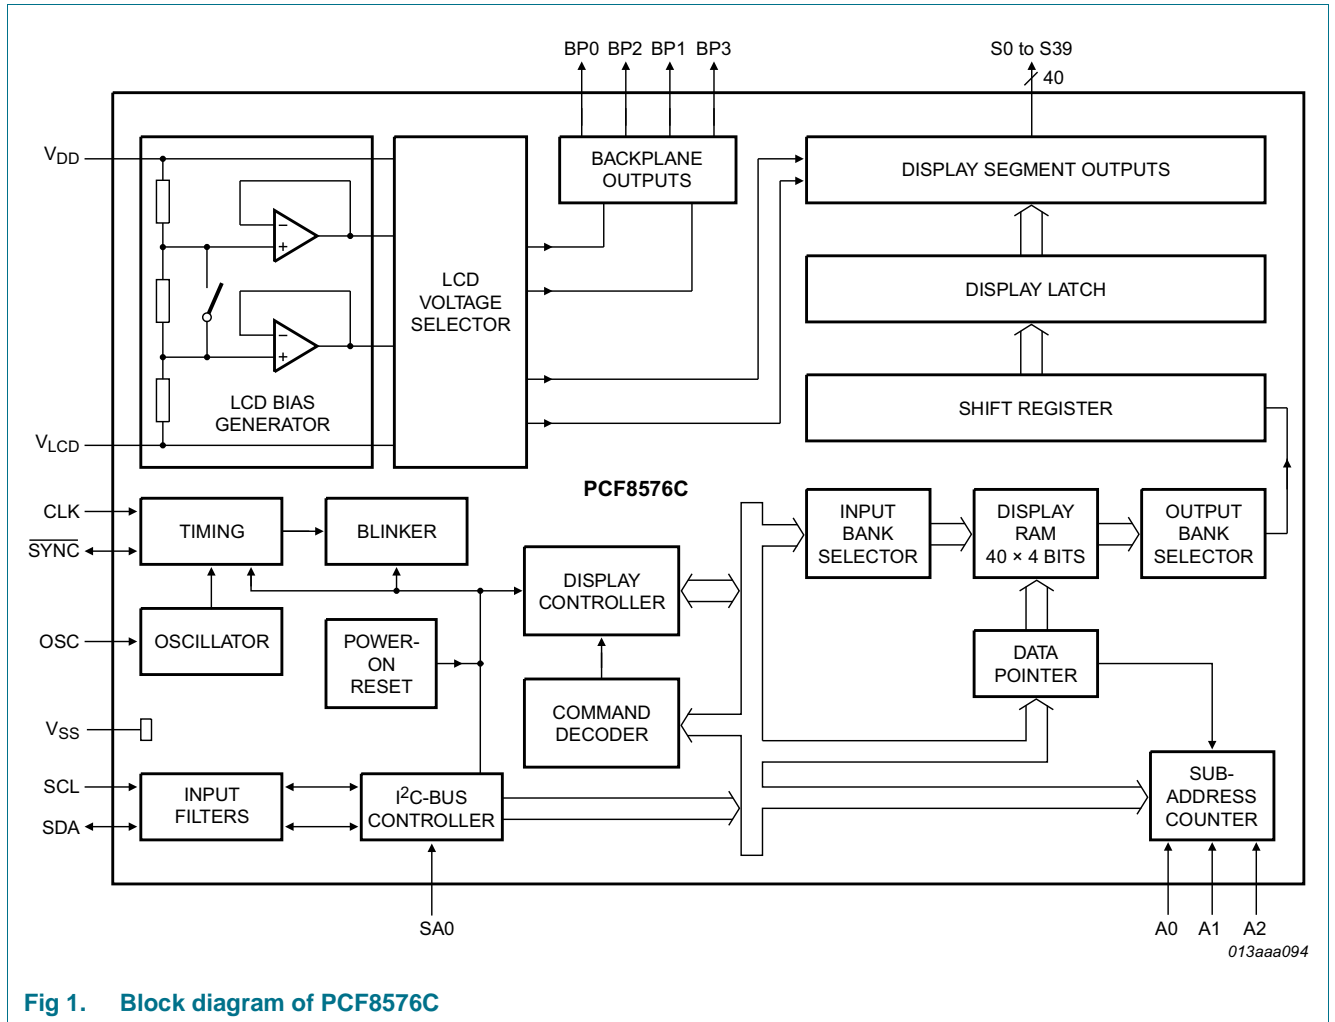 BP0 BP2 BP1 BP3
S0 to S39
40
VDD
BACKPLANE
OUTPUTS
DISPLAY SEGMENT OUTPUTS
−
+
LCD
VOLTAGE
SELECTOR
DISPLAY LATCH
−
+
LCD BIAS
GENERATOR
SHIFT REGISTER
VLCD
PCF8576C
CLK
SYNC
TIMING
BLINKER
INPUT
BANK
SELECTOR
DISPLAY
RAM
40 × 4 BITS
OUTPUT
BANK
SELECTOR
DISPLAY
CONTROLLER
OSC
OSCILLATOR
POWER-
ON
RESET
DATA
POINTER
COMMAND
DECODER
VSS
SCL
SDA
INPUT
FILTERS
I2C-BUS
CONTROLLER
SUB-
ADDRESS
COUNTER
SA0
A0 A1 A2
013aaa094
Fig 1. Block diagram of PCF8576C